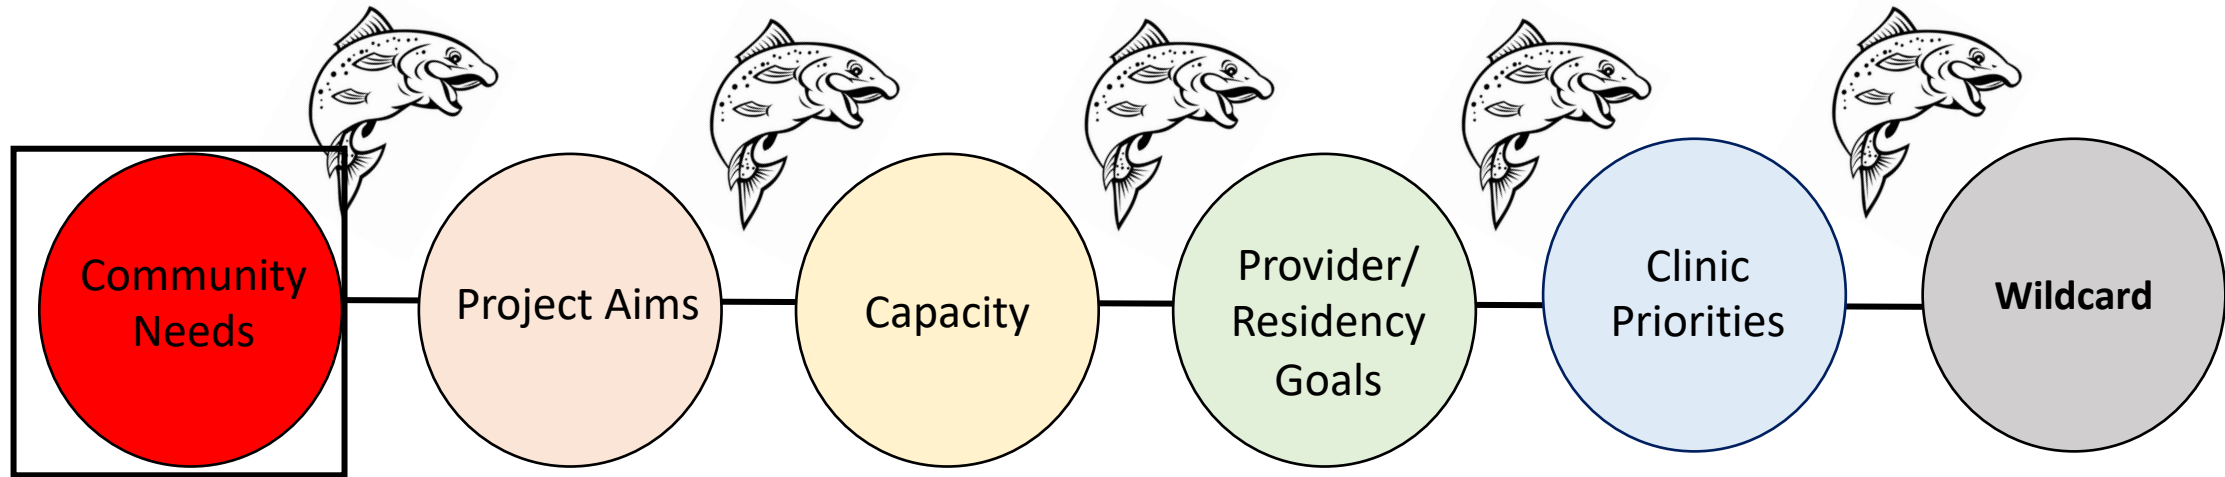 Community
Needs
Project Aims
Capacity
Provider/
Residency
Goals
Clinic
Priorities
Wildcard